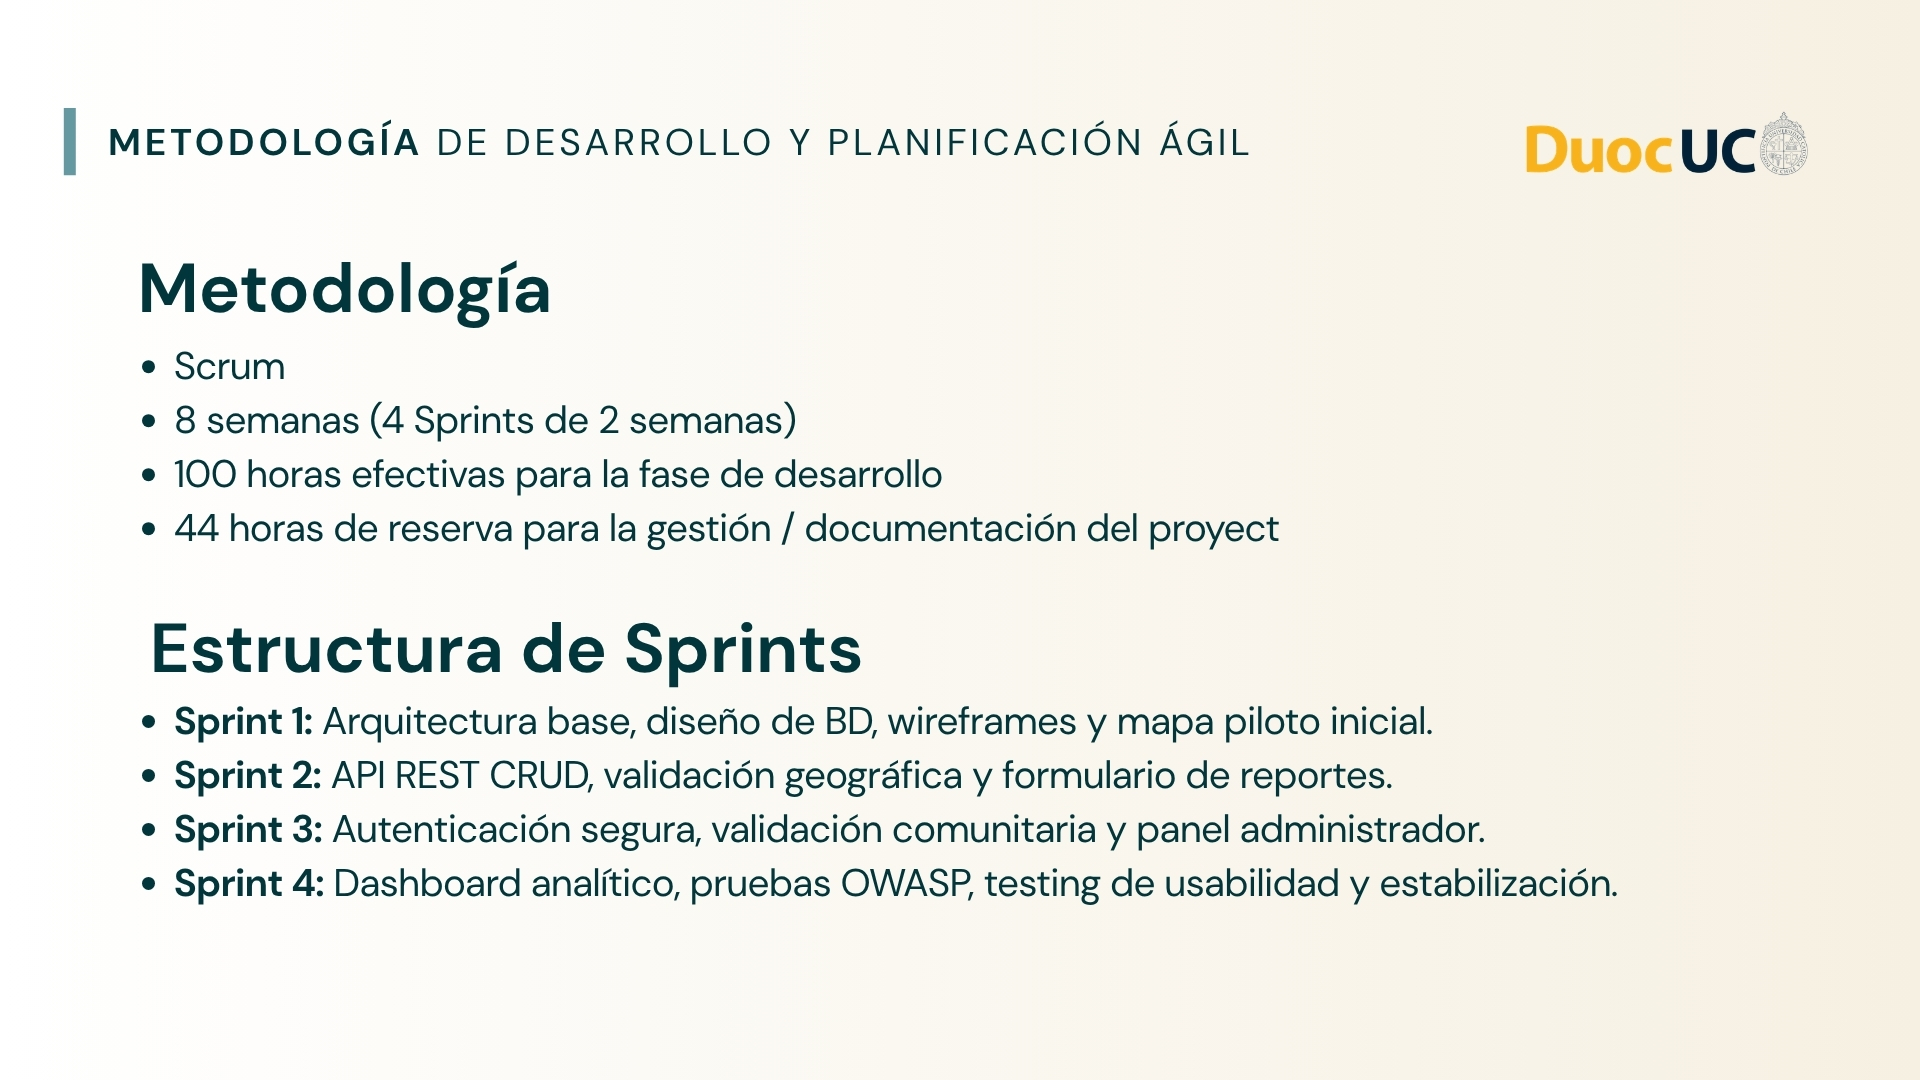 METODOLOGÍA DE DESARROLLO Y PLANIFICACIÓN ÁGIL
Duoc UC
Metodología
• Scrum
• 8 semanas (4 Sprints de 2 semanas)
• 100 horas efectivas para la fase de desarrollo
• 44 horas de reserva para la gestión / documentación del proyect
Estructura de Sprints
• Sprint 1: Arquitectura base, diseño de BD, wireframes y mapa piloto inicial.
• Sprint 2: API REST CRUD, validación geográfica y formulario de reportes.
• Sprint 3: Autenticación segura, validación comunitaria y panel administrador.
• Sprint 4: Dashboard analítico, pruebas OWASP, testing de usabilidad y estabilización.